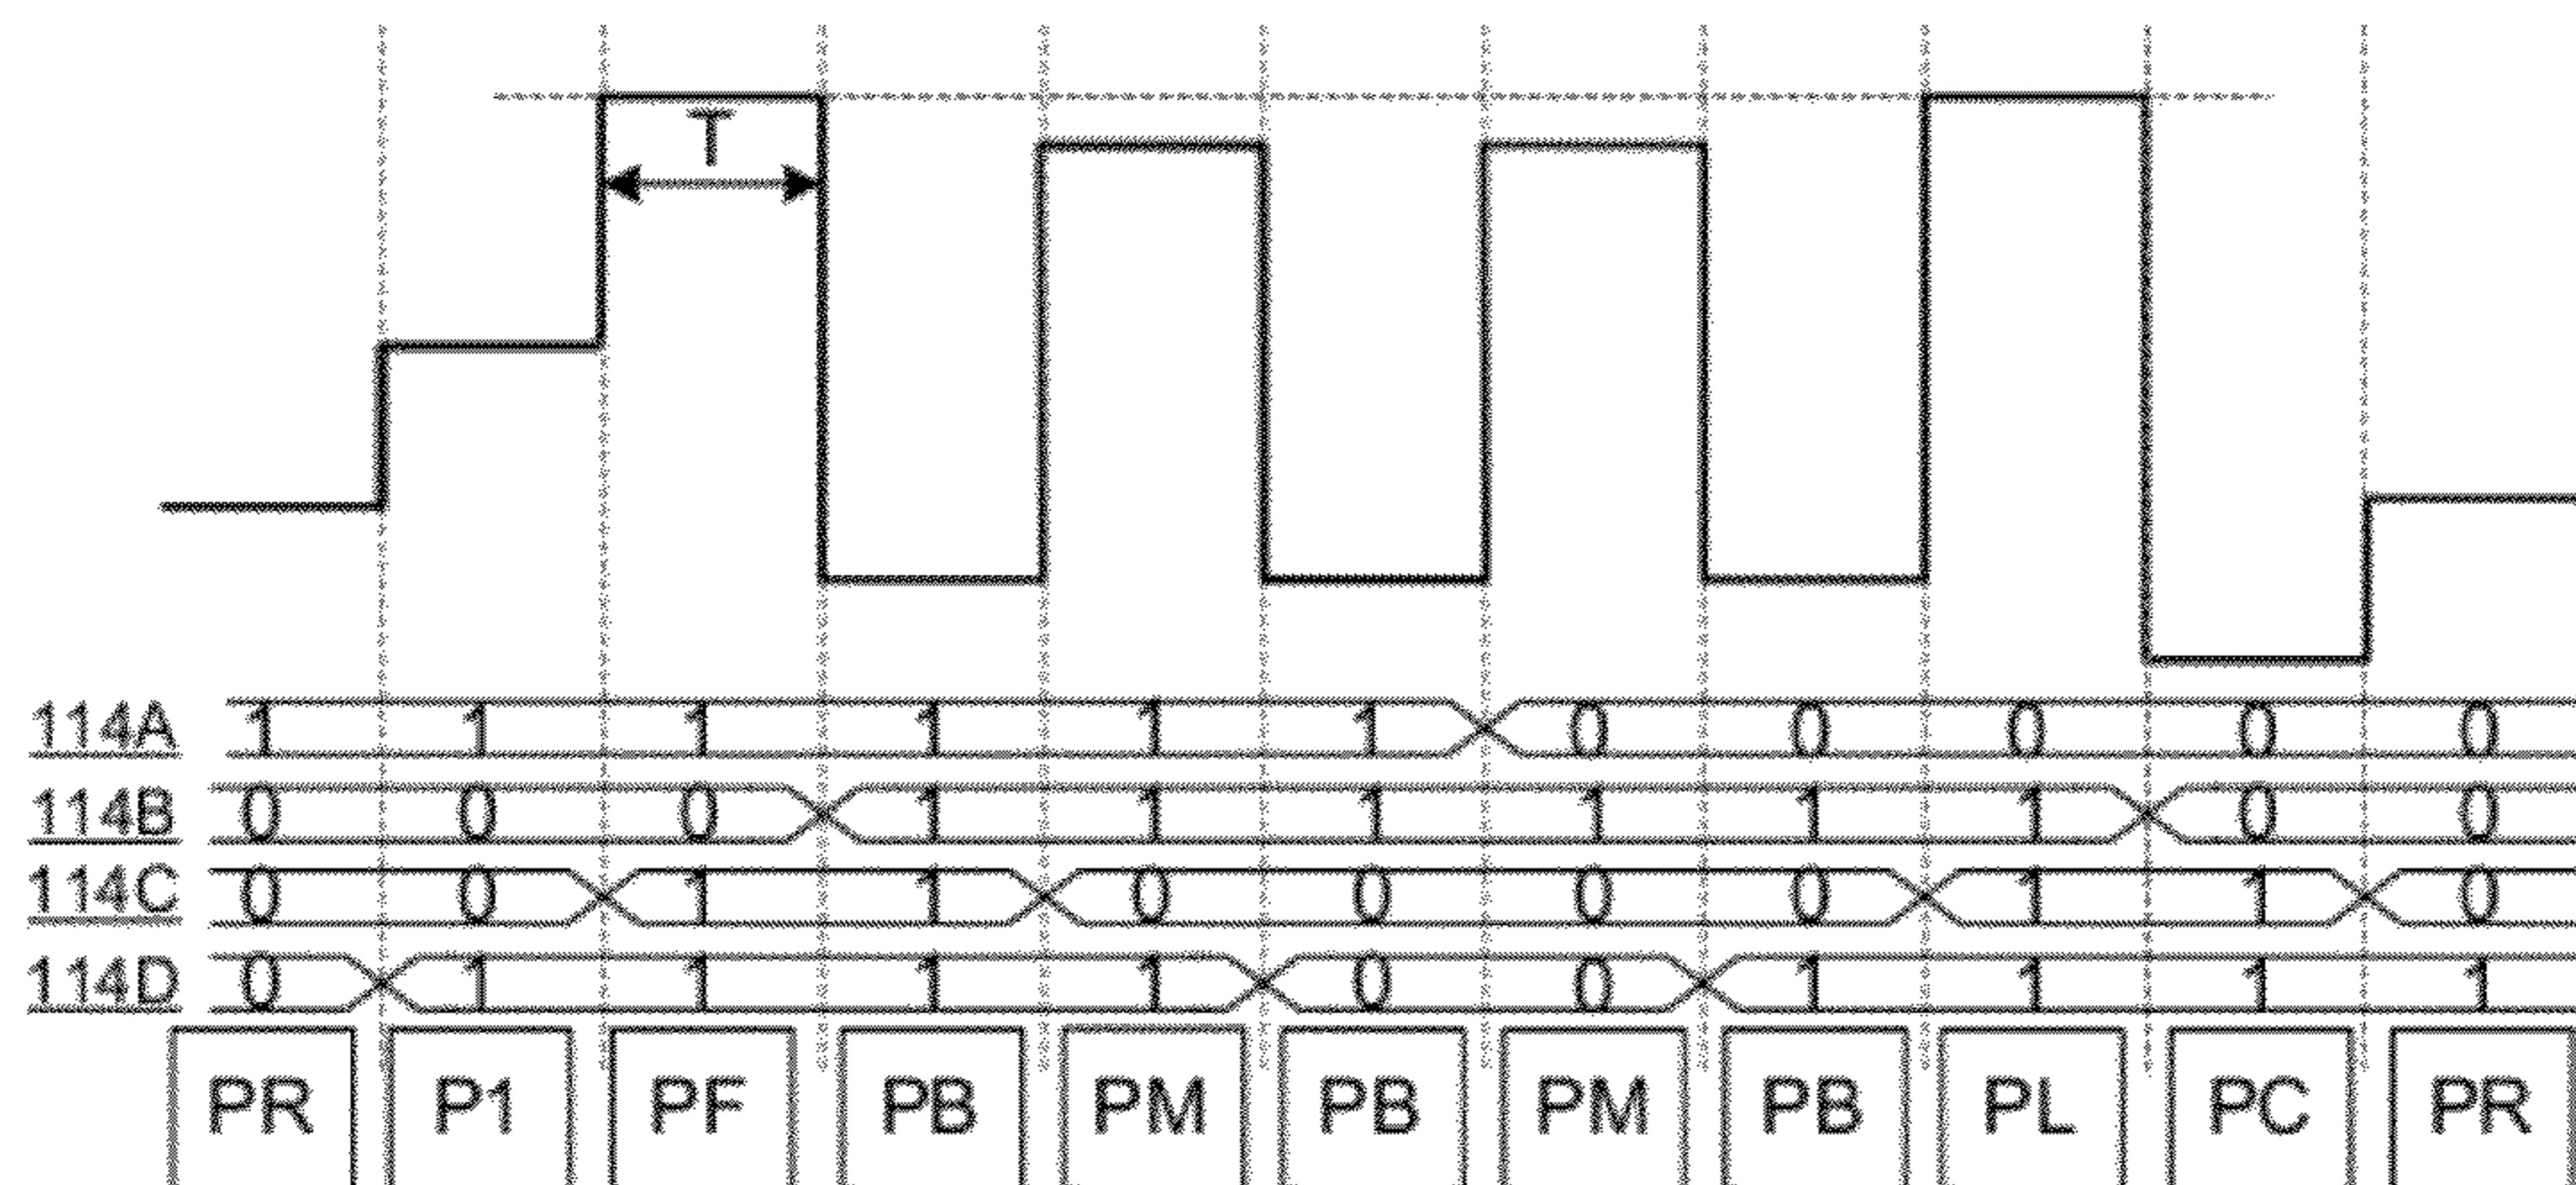 T
114A 1 1 1 1 1 1 0 0 0 0 0
114B 0 0 0 1 1 1 1 1 1 0 0
114C 0 0 1 1 0 0 0 0 1 1 0
114D 0 1 1 1 1 0 0 1 1 1 1
PR P1 PF PB PM PB PM PB PL PC PR